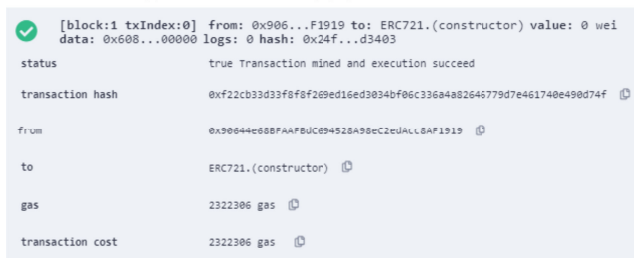 [block:1 txIndex:0] from: 0x906...F1919 to: ERC721.(constructor) value: 0 wei
data: 0x608...00000 logs: 0 hash: 0x24f...d3403
status true Transaction mined and execution succeed
transaction hash 0xf22cb33d33f8f8f269ed16ed3034bf06c336a4a82646779d7e461740e490d74f
from
to ERC721.(constructor)
gas 2322306 gas
transaction cost 2322306 gas